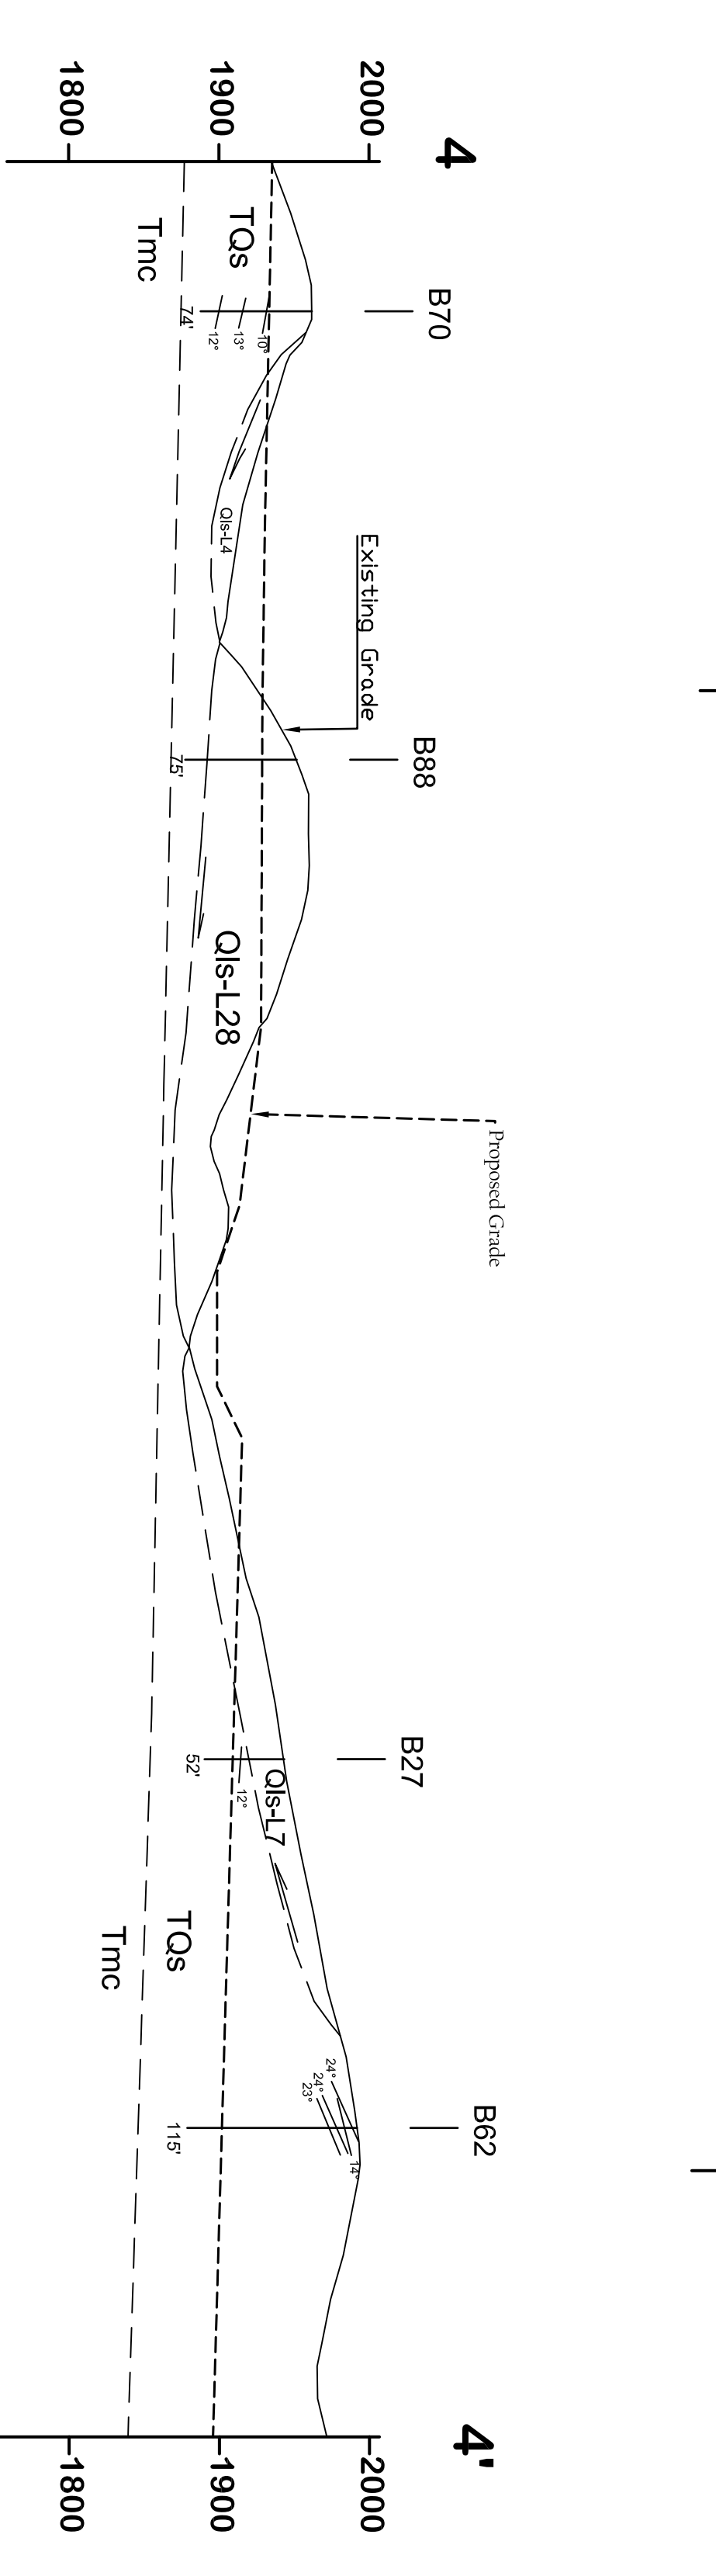 4
4'
B70
B88
B27
B62
2000
1900
1800
2000
1900
1800
Existing Grade
Proposed Grade
TQs
Tmc
74'
12°
13°
10°
Qls-L4
75'
Qls-L28
52'
12°
Qls-L7
TQs
Tmc
24°
24°
23°
14°
115'